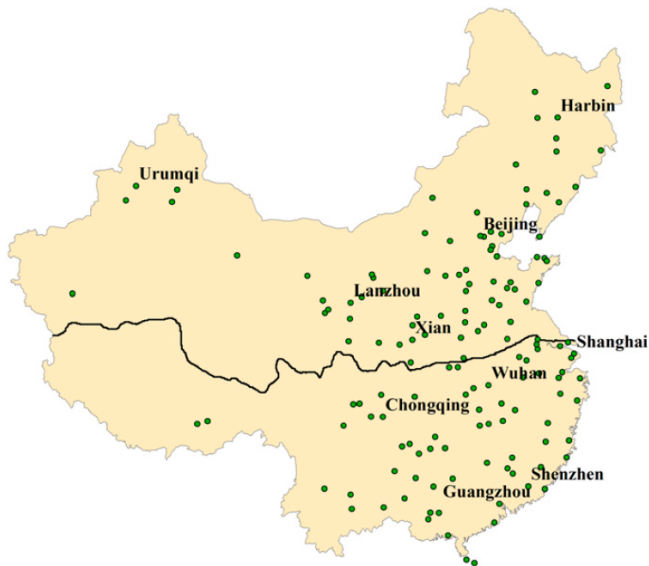 Harbin
Urumqi
Beijing
Lanzhou
Xian
Shanghai
Wuhan
Chongqing
Shenzhen
Guangzhou